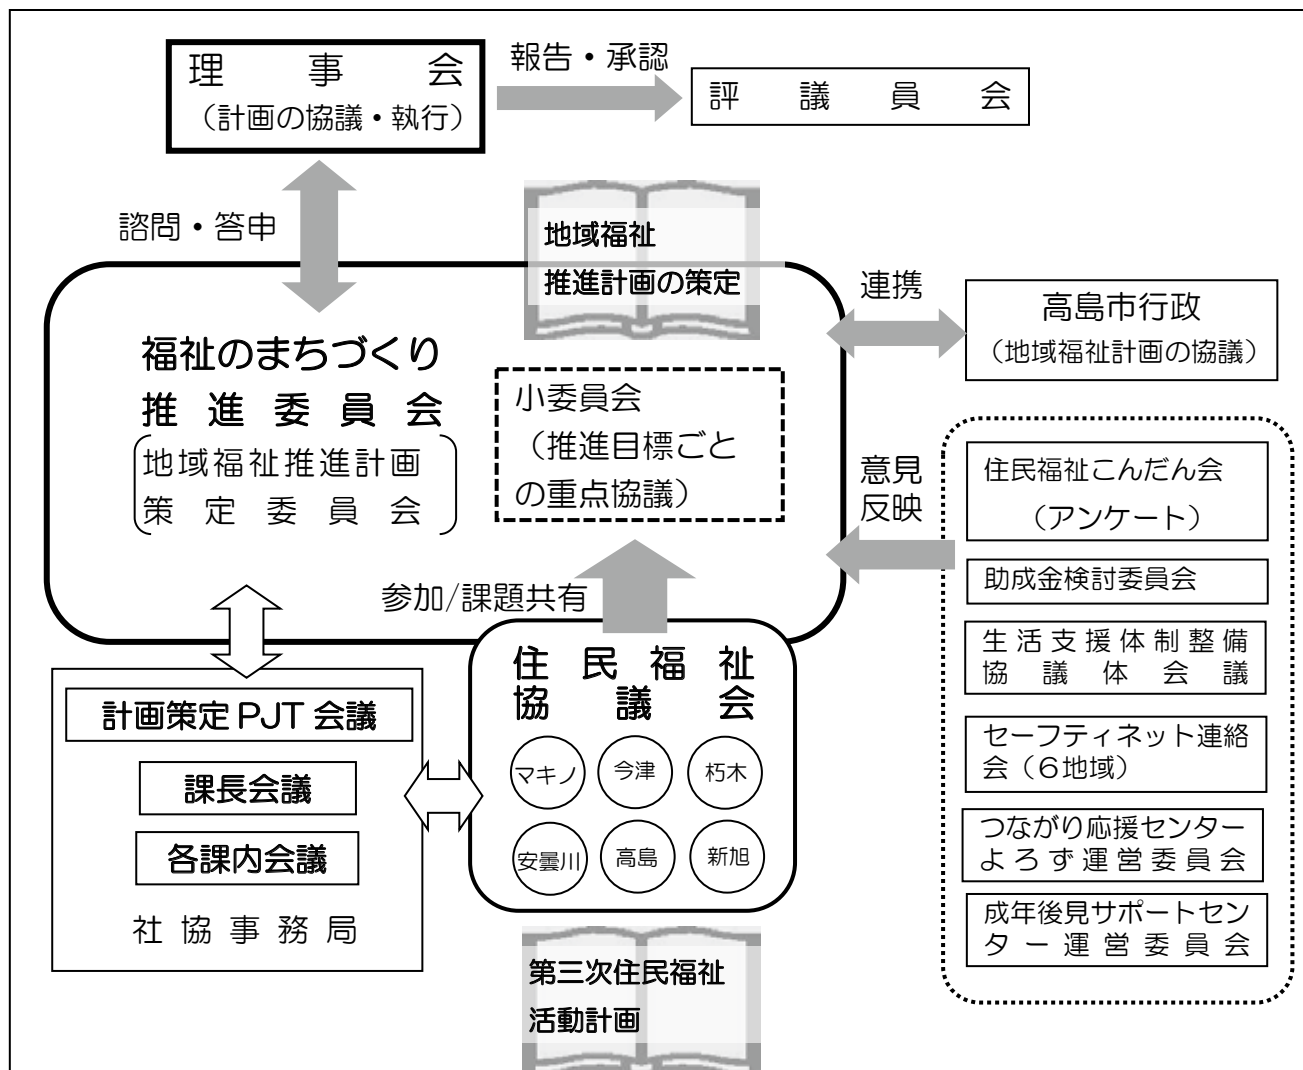 理事会
（計画の協議・執行）
報告・承認
評議員会
諮問・答申
地域福祉
推進計画の策定
連携
高島市行政
（地域福祉計画の協議）
福祉のまちづくり
推進委員会
地域福祉推進計画
策定委員会
小委員会
（推進目標ごと
の重点協議）
意見
反映
住民福祉こんだん会
（アンケート）
助成金検討委員会
生活支援体制整備
協議体会議
セーフティネット連絡
会（６地域）
つながり応援センター
よろず運営委員会
成年後見サポートセン
ター運営委員会
参加/課題共有
住民福祉
協議会
マキノ
今津
朽木
安曇川
高島
新旭
計画策定 PJT 会議
課長会議
各課内会議
社協事務局
第三次住民福祉
活動計画